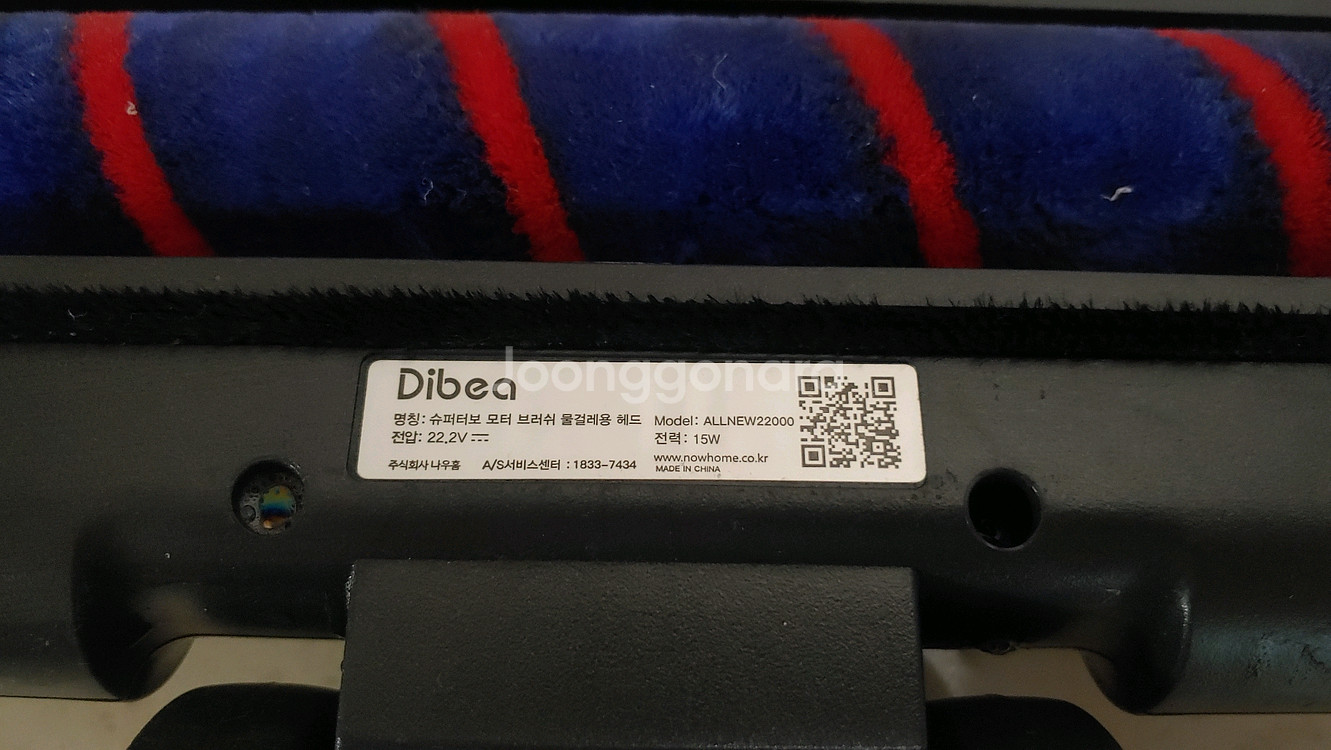 Dibea
joonggonara
명칭: 슈퍼터보 모터 브러쉬 물걸레용 헤드 Model: ALLNEW22000
전압: 22.2V 전력: 15W
www.nowhome.co.kr
주식회사 나우홈 A/S서비스센터 : 1833-7434
MADE IN CHINA